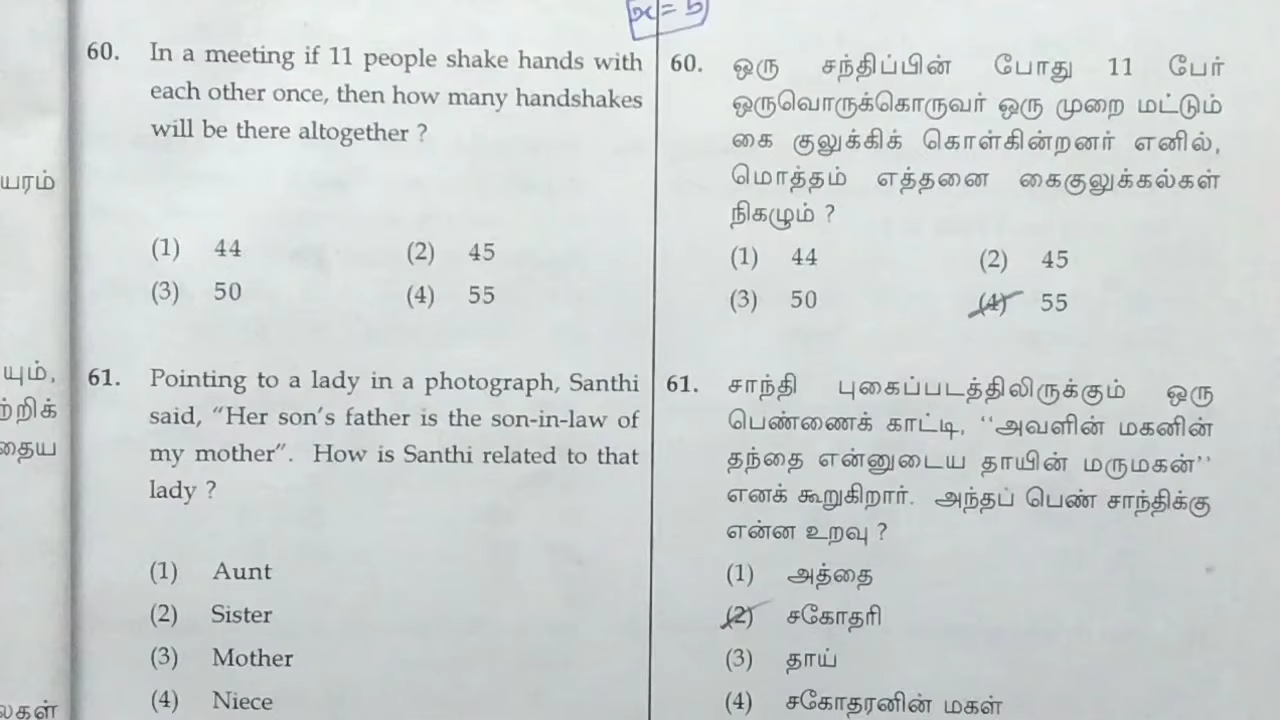 x = 5
60. In a meeting if 11 people shake hands with
each other once, then how many handshakes
will be there altogether ?
(1) 44 (2) 45
(3) 50 (4) 55
61. Pointing to a lady in a photograph, Santhi
said, “Her son’s father is the son-in-law of
my mother”. How is Santhi related to that
lady ?
(1) Aunt
(2) Sister
(3) Mother
(4) Niece
60. ஒரு சந்திப்பின் போது 11 பேர்
ஒருவொருக்கொருவர் ஒரு முறை மட்டும்
கை குலுக்கிக் கொள்கின்றனர் எனில்,
மொத்தம் எத்தனை கைகுலுக்கல்கள்
நிகழும் ?
(1) 44 (2) 45
(3) 50 (4) 55
61. சாந்தி புகைப்படத்திலிருக்கும் ஒரு
பெண்ணைக் காட்டி, ‘‘அவளின் மகனின்
தந்தை என்னுடைய தாயின் மருமகன்’’
எனக் கூறுகிறார். அந்தப் பெண் சாந்திக்கு
என்ன உறவு ?
(1) அத்தை
(2) சகோதரி
(3) தாய்
(4) சகோதரனின் மகள்